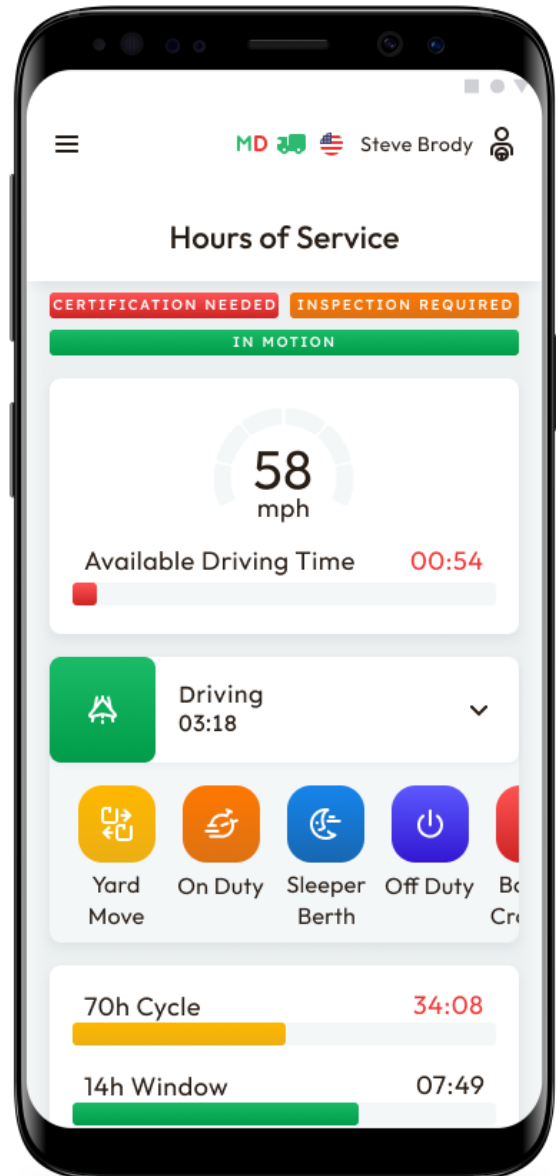 MD Steve Brody
Hours of Service
CERTIFICATION NEEDED INSPECTION REQUIRED
IN MOTION
58
mph
Available Driving Time 00:54
Driving
03:18
Yard
Move
On Duty
Sleeper
Berth
Off Duty
70h Cycle 34:08
14h Window 07:49